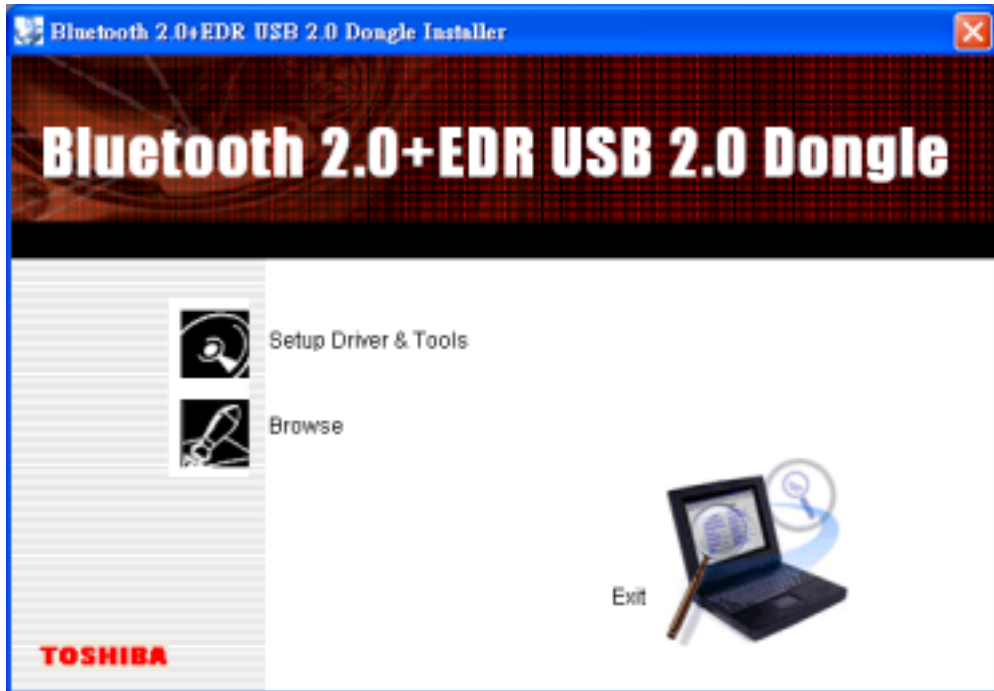 Bluetooth 2.0+EDR USB 2.0 Dongle Installer
Bluetooth 2.0+EDR USB 2.0 Dongle
Setup Driver & Tools
Browse
Exit
TOSHIBA